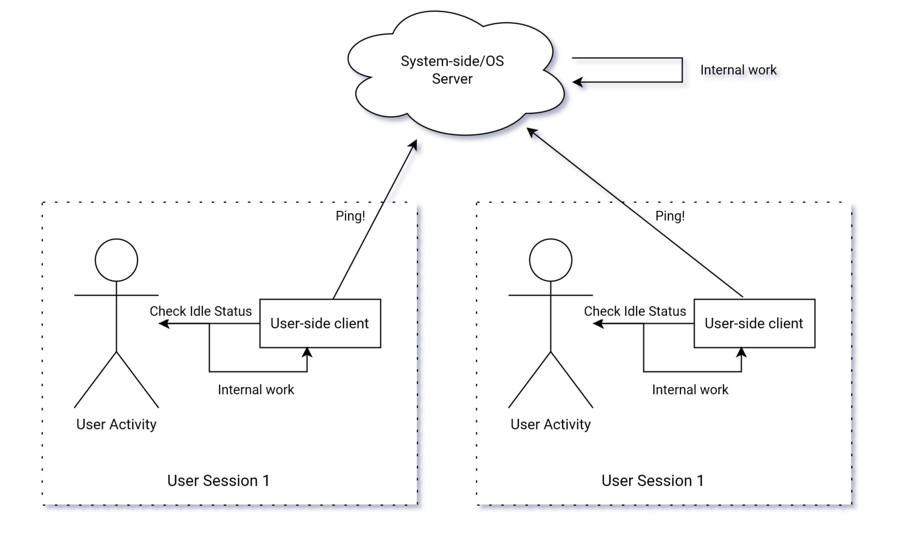 System-side/OS
Server
Internal work
Ping!
Ping!
Check Idle Status
User-side client
Internal work
User Activity
User Session 1
Check Idle Status
User-side client
Internal work
User Activity
User Session 1